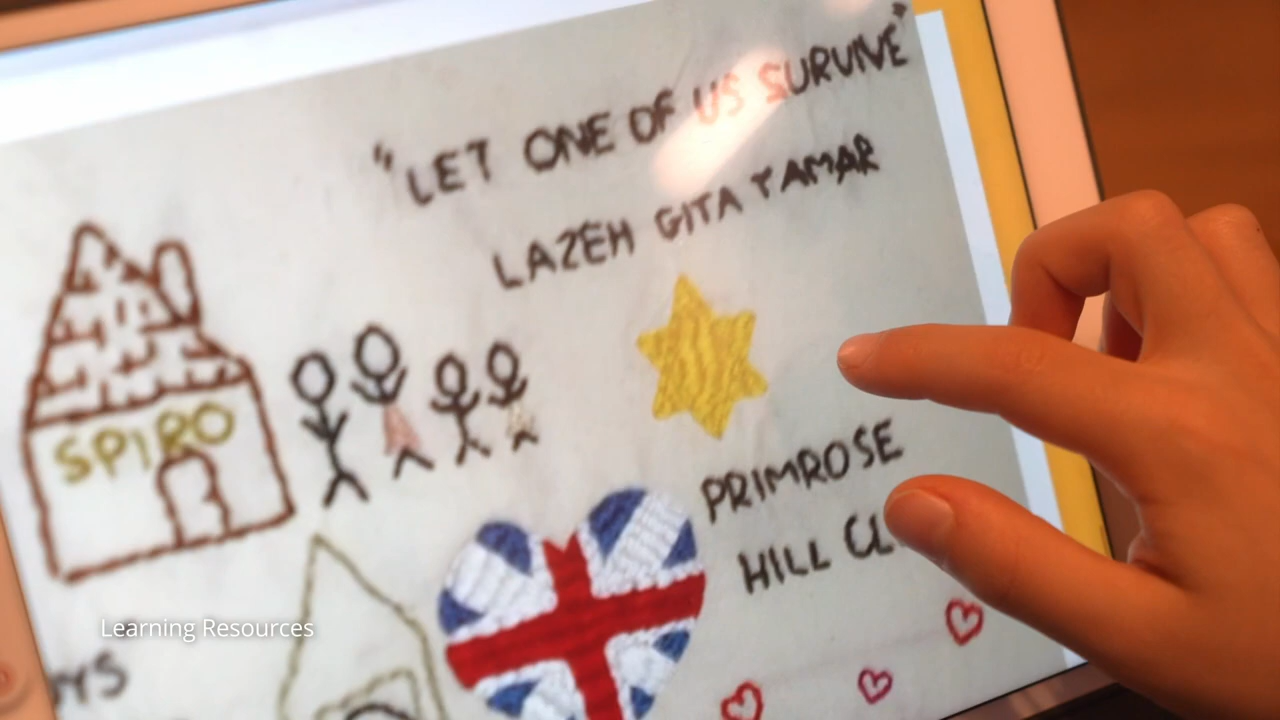 "LET ONE OF US SURVIVE"
LAZEH GITA TAMAR
SPIRO
PRIMROSE
HILL
Learning Resources